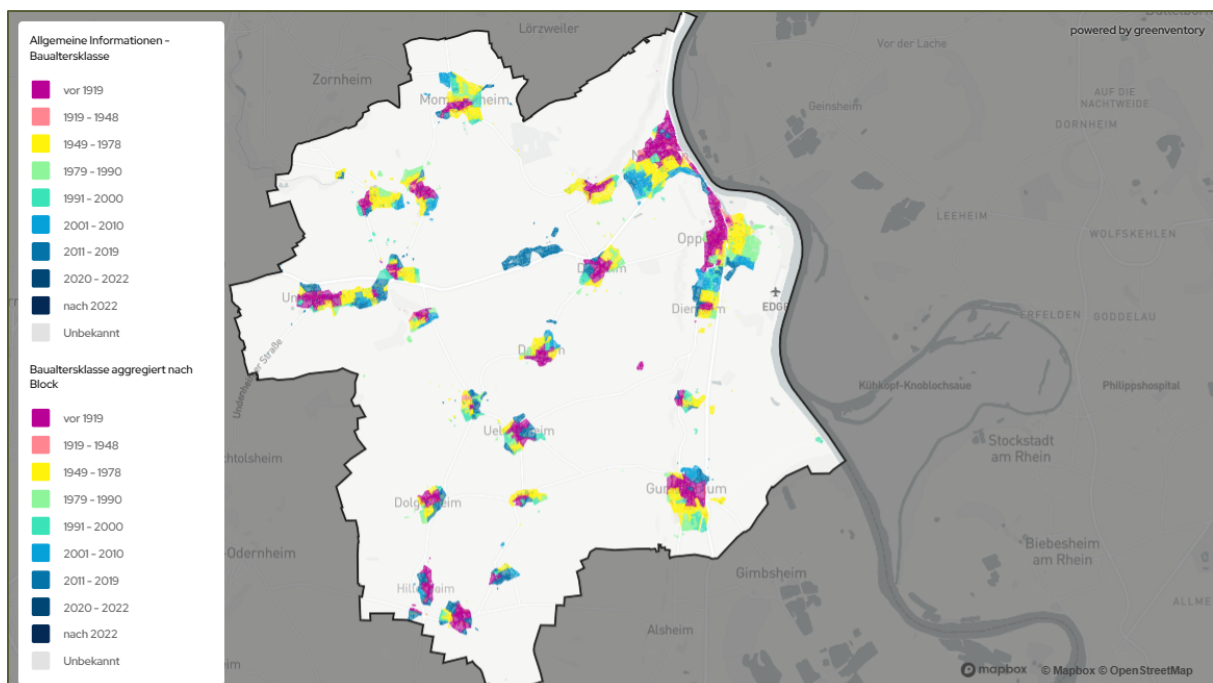 Allgemeine Informationen -
Baualtersklasse
vor 1919
1919 - 1948
1949 - 1978
1979 - 1990
1991 - 2000
2001 - 2010
2011 - 2019
2020 - 2022
nach 2022
Unbekannt
Baualtersklasse aggregiert nach
Block
vor 1919
1919 - 1948
1949 - 1978
1979 - 1990
1991 - 2000
2001 - 2010
2011 - 2019
2020 - 2022
nach 2022
Unbekannt
powered by greenventory
Lörzweiler
Vor der Lache
Zornheim
Geinsheim
AUF DIE
NACHTWEIDE
DORNHEIM
LEEHEIM
WOLFSKEHLEN
EDGP
ERFELDEN
GODDELAU
Undenheimer Straße
Kühkopf-Knoblochsaue
Philippshospital
Stockstadt
am Rhein
Biebesheim
am Rhein
-Odernheim
Gimbsheim
Alsheim
ALLME
mapbox
© Mapbox © OpenStreetMap